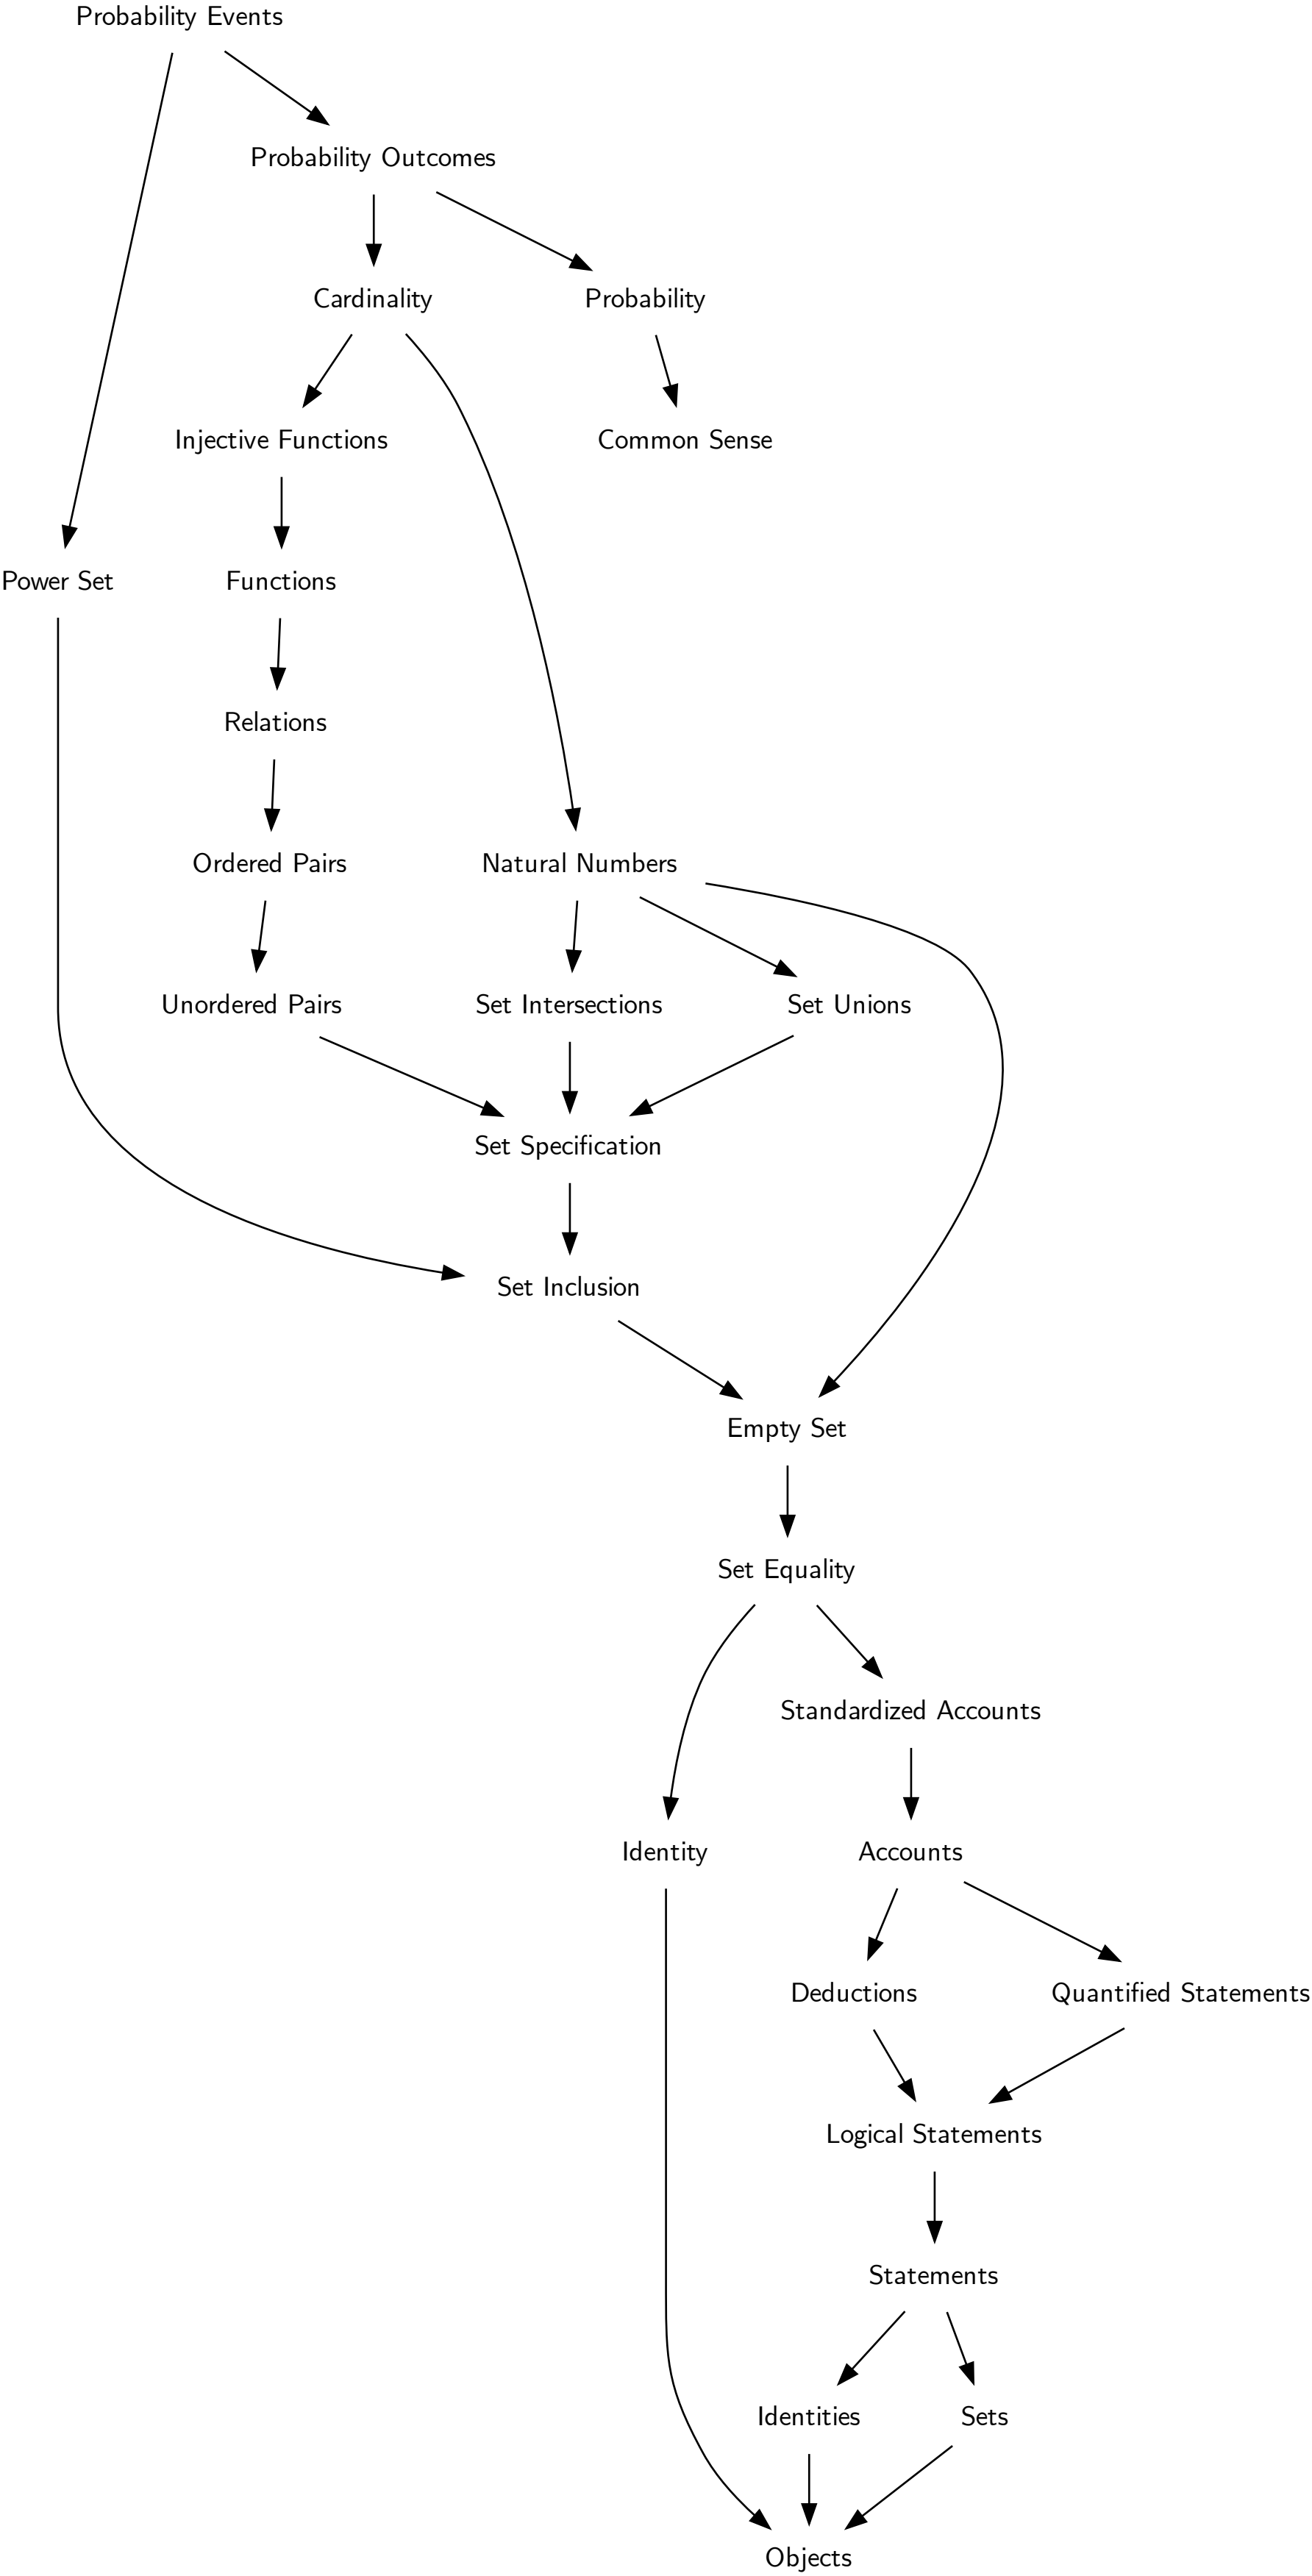 Probability Events
Probability Outcomes
Cardinality
Probability
Injective Functions
Common Sense
Power Set
Functions
Relations
Ordered Pairs
Natural Numbers
Unordered Pairs
Set Intersections
Set Unions
Set Specification
Set Inclusion
Empty Set
Set Equality
Standardized Accounts
Identity
Accounts
Deductions
Quantified Statements
Logical Statements
Statements
Identities
Sets
Objects